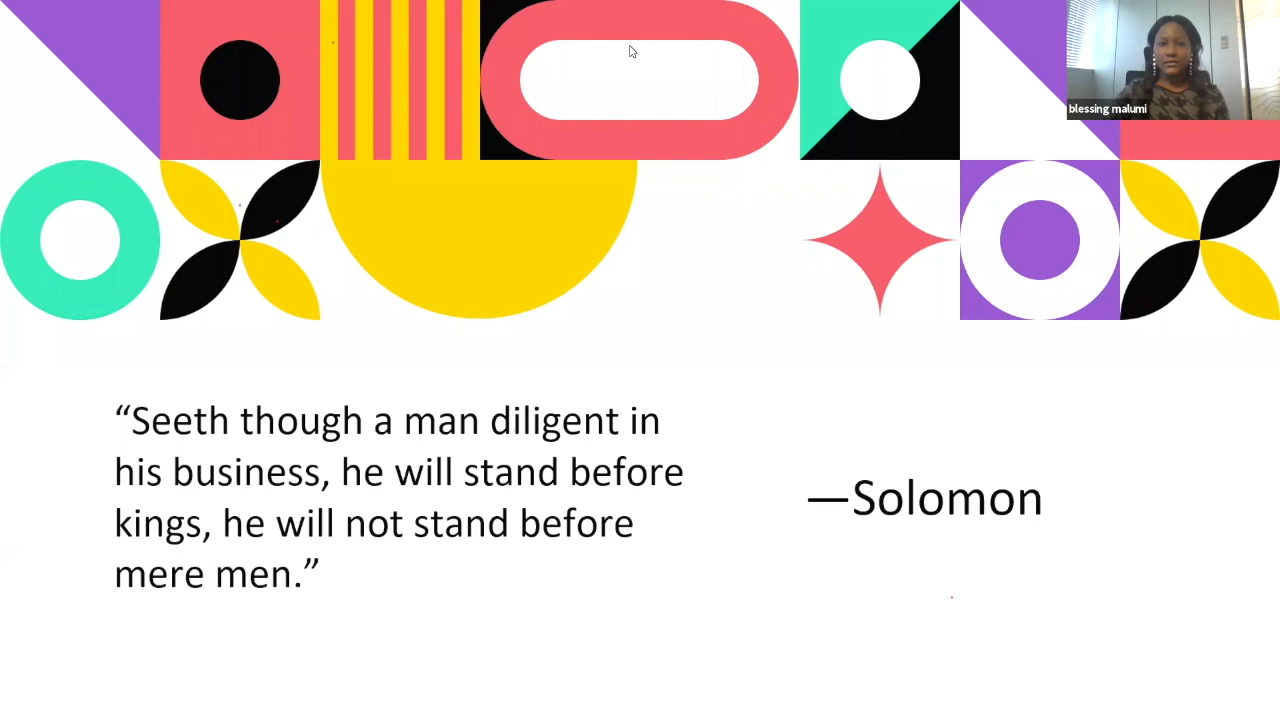 blessing malumi
“Seeth though a man diligent in
his business, he will stand before
kings, he will not stand before
mere men.”
—Solomon